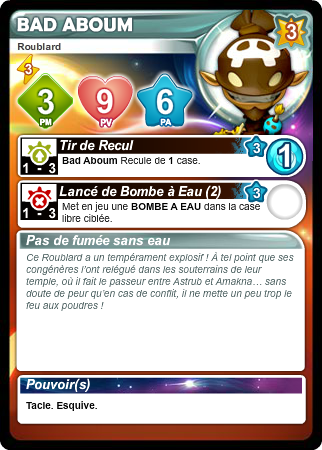 BAD ABOUM
3
Roublard
3
3
PM
9
PV
6
PA
Tir de Recul
3
1
1 - 3
Bad Aboum Recule de 1 case.
Lancé de Bombe à Eau (2)
3
1 - 3
Met en jeu une BOMBE A EAU dans la case
libre ciblée.
Pas de fumée sans eau
Ce Roublard a un tempérament explosif ! À tel point que ses
congénères l'ont relégué dans les souterrains de leur
temple, où il fait le passeur entre Astrub et Amakna... sans
doute de peur qu'en cas de conflit, il ne mette un peu trop le
feu aux poudres !
Pouvoir(s)
Tacle. Esquive.